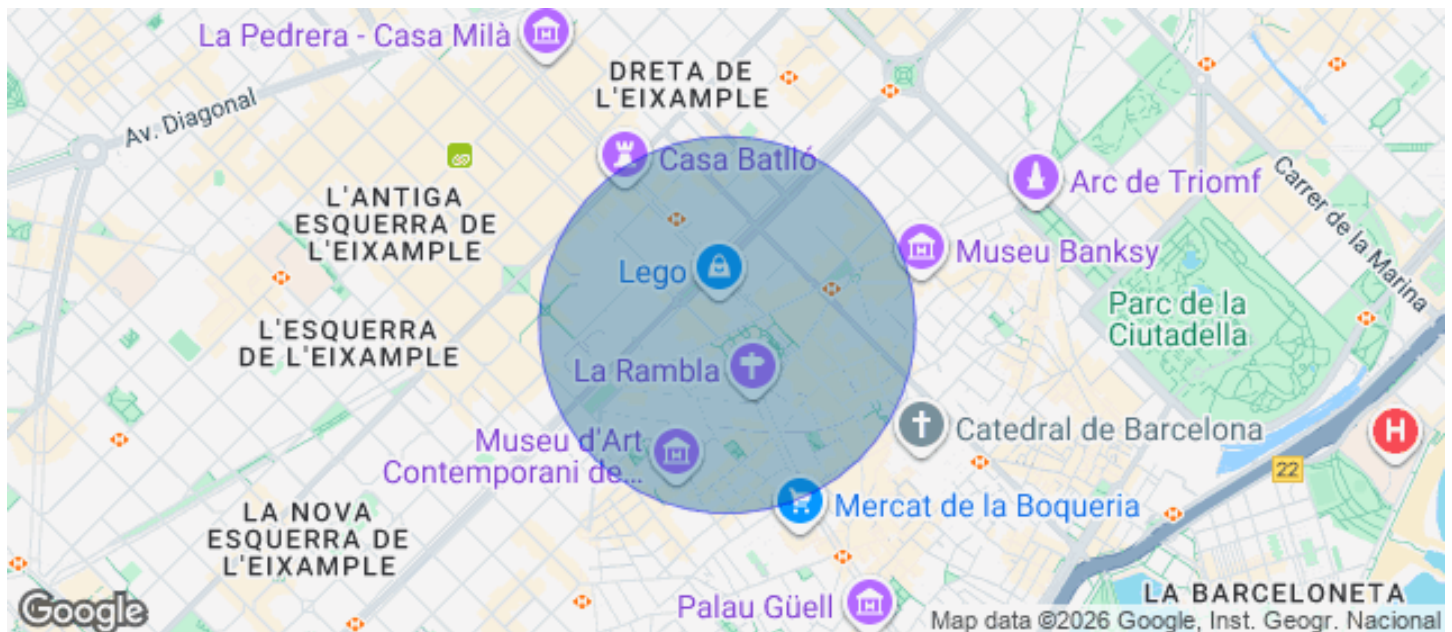 La Pedrera - Casa Milà
DRETA DE
L'EIXAMPLE
Av. Diagonal
Casa Batlló
Arc de Triomf
Carrer de la Marina
L'ANTIGA
ESQUERRA DE
L'EIXAMPLE
Lego
Museu Banksy
Parc de la
Ciutadella
L'ESQUERRA
DE L'EIXAMPLE
La Rambla
Museu d'Art
Contemporani de...
Catedral de Barcelona
H
22
Mercat de la Boqueria
LA NOVA
ESQUERRA DE
L'EIXAMPLE
LA BARCELONETA
Palau Güell
Google
Map data ©2026 Google, Inst. Geogr. Nacional